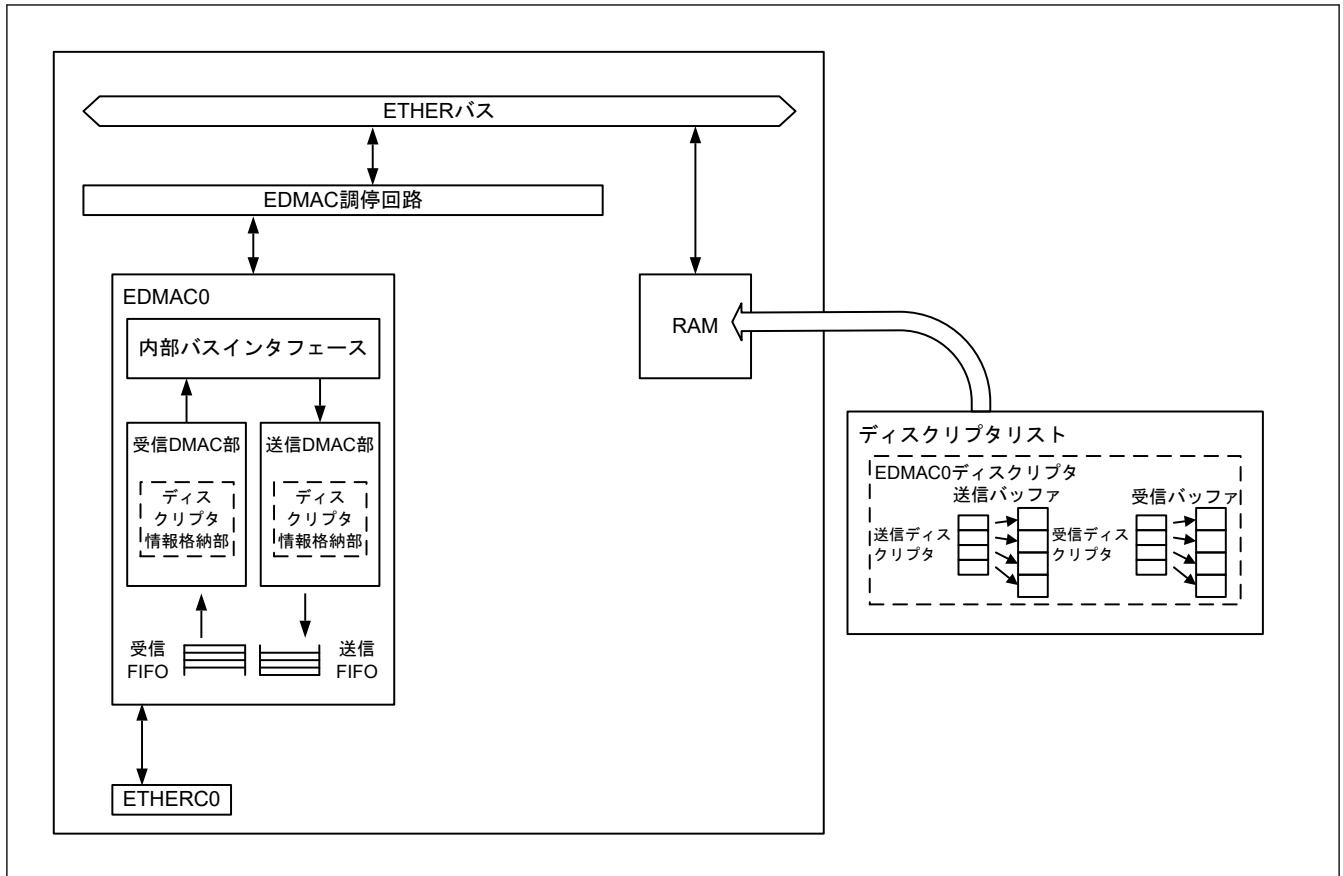 ETHERバス
EDMAC調停回路
EDMAC0
内部バスインタフェース
受信DMAC部
ディス
クリプタ
情報格納部
送信DMAC部
ディス
クリプタ
情報格納部
受信
FIFO
送信
FIFO
ETHERC0
RAM
ディスクリプタリスト
EDMAC0ディスクリプタ
送信バッファ
受信バッファ
送信ディス
クリプタ
受信ディス
クリプタ